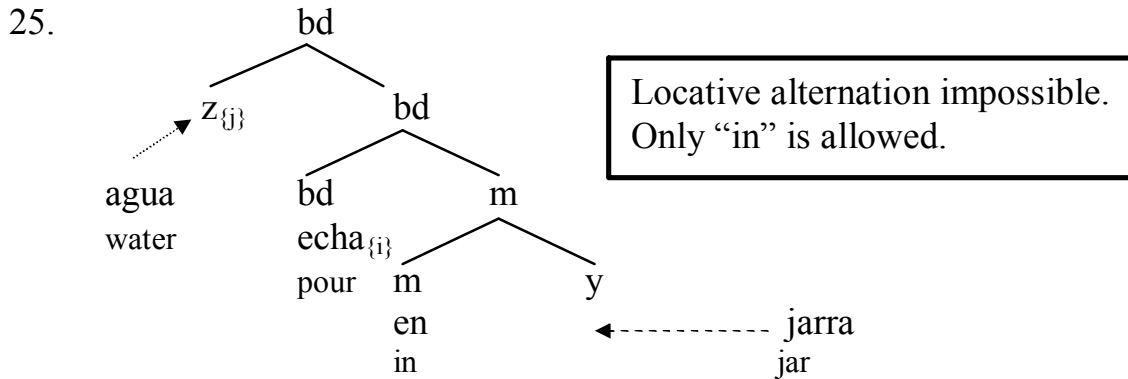 25.
bd
z{j} bd
Locative alternation impossible.
Only “in” is allowed.
agua bd m
water echa{i}
pour m y
en jarra
in jar